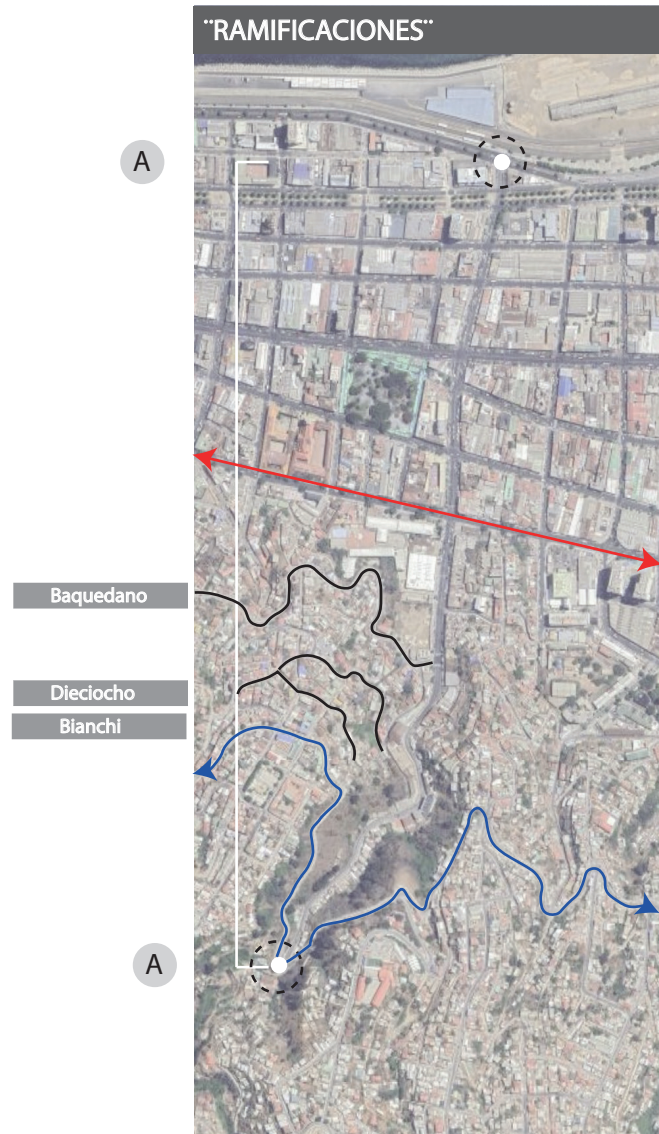 ¨RAMIFICACIONES¨
A
Baquedano
Dieciocho
Bianchi
A